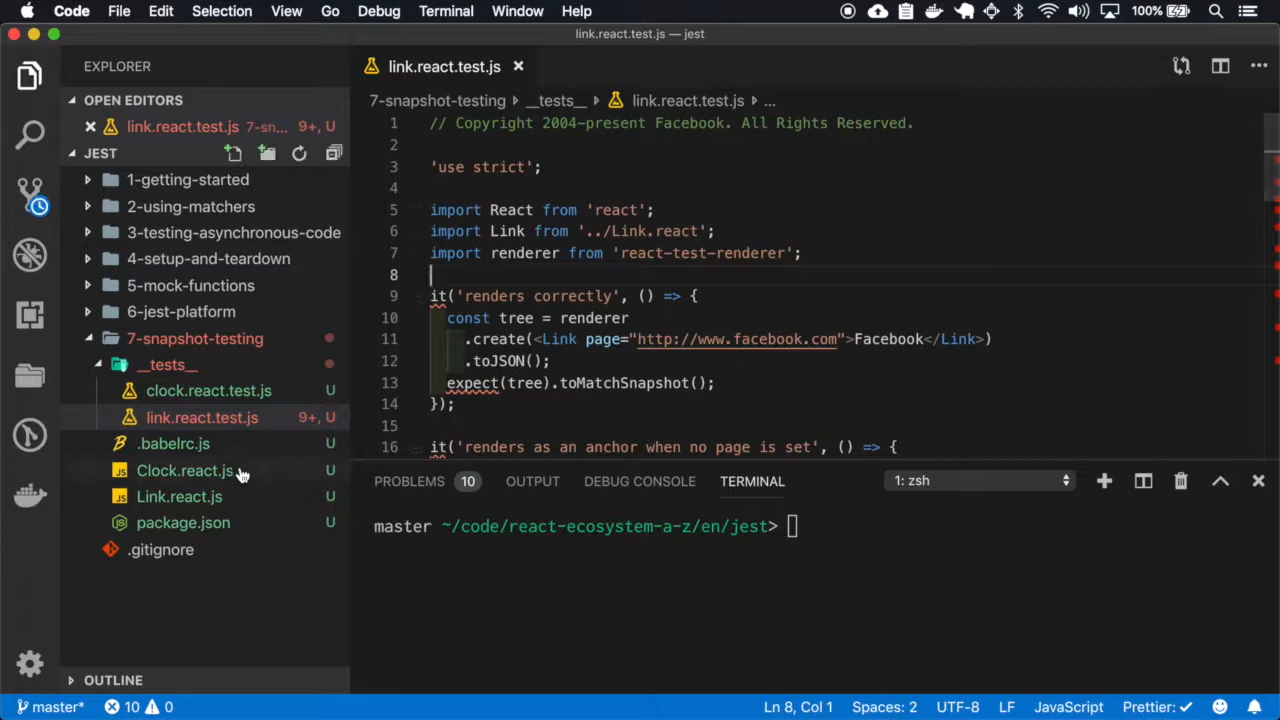 Code File Edit Selection View Go Debug Terminal Window Help 100%
link.react.test.js — jest
EXPLORER
OPEN EDITORS
link.react.test.js 7-sn... 9+, U
JEST
1-getting-started
2-using-matchers
3-testing-asynchronous-code
4-setup-and-teardown
5-mock-functions
6-jest-platform
7-snapshot-testing
__tests__
clock.react.test.js U
link.react.test.js 9+, U
.babelrc.js U
Clock.react.js U
Link.react.js U
package.json U
.gitignore
OUTLINE
link.react.test.js
7-snapshot-testing __tests__ link.react.test.js ...
1 // Copyright 2004-present Facebook. All Rights Reserved.
2
3 'use strict';
4
5 import React from 'react';
6 import Link from '../Link.react';
7 import renderer from 'react-test-renderer';
8
9 it('renders correctly', () => {
10 const tree = renderer
11 .create(<Link page="http://www.facebook.com">Facebook</Link>)
12 .toJSON();
13 expect(tree).toMatchSnapshot();
14 });
15
16 it('renders as an anchor when no page is set', () => {
PROBLEMS 10 OUTPUT DEBUG CONSOLE TERMINAL 1: zsh
master ~/code/react-ecosystem-a-z/en/jest>
master* 10 0 Ln 8, Col 1 Spaces: 2 UTF-8 LF JavaScript Prettier: